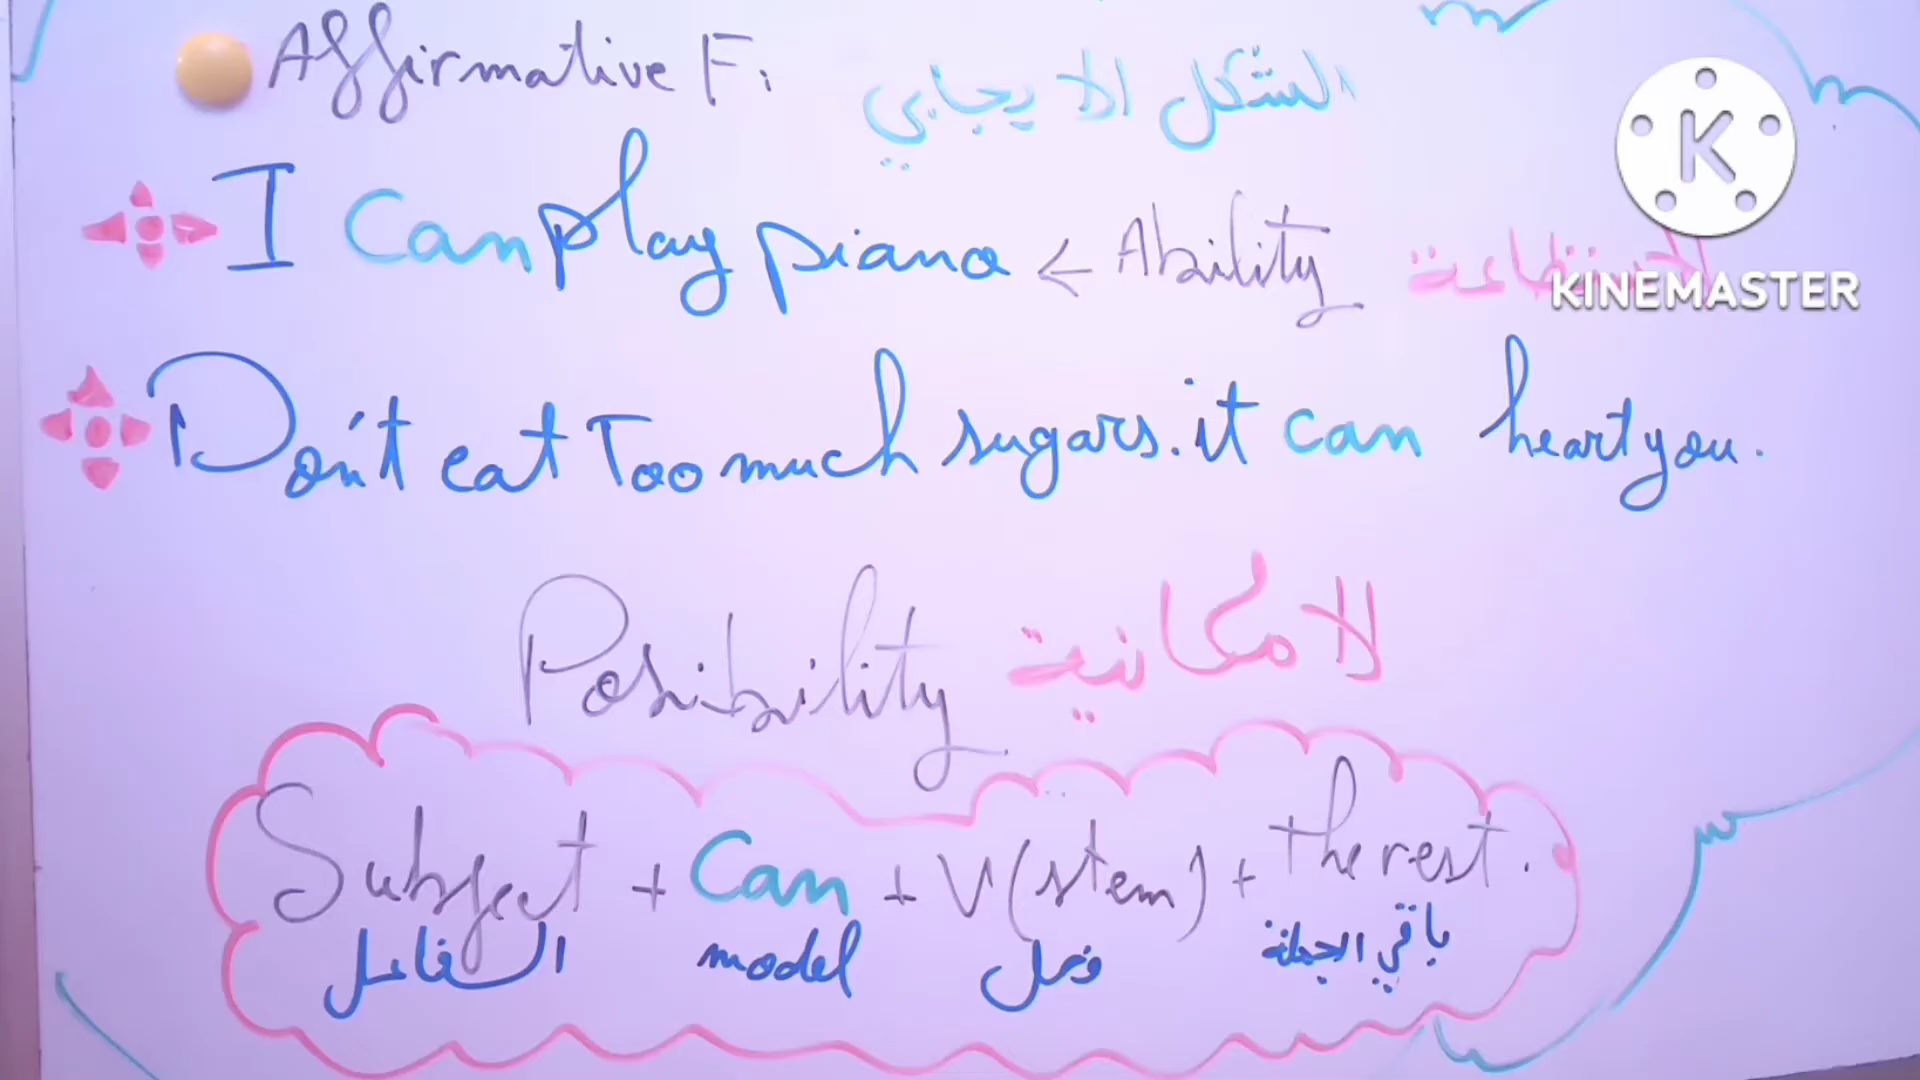 Affirmative F. الشكل الايجابي
I Can play piano ← Ability
K
KINEMASTER
Don't eat Too much sugars. it can heart you.
Posibility لامكانية
Subject + Can + V(stem) + the rest.
الفاعل model فعل باقي الجملة